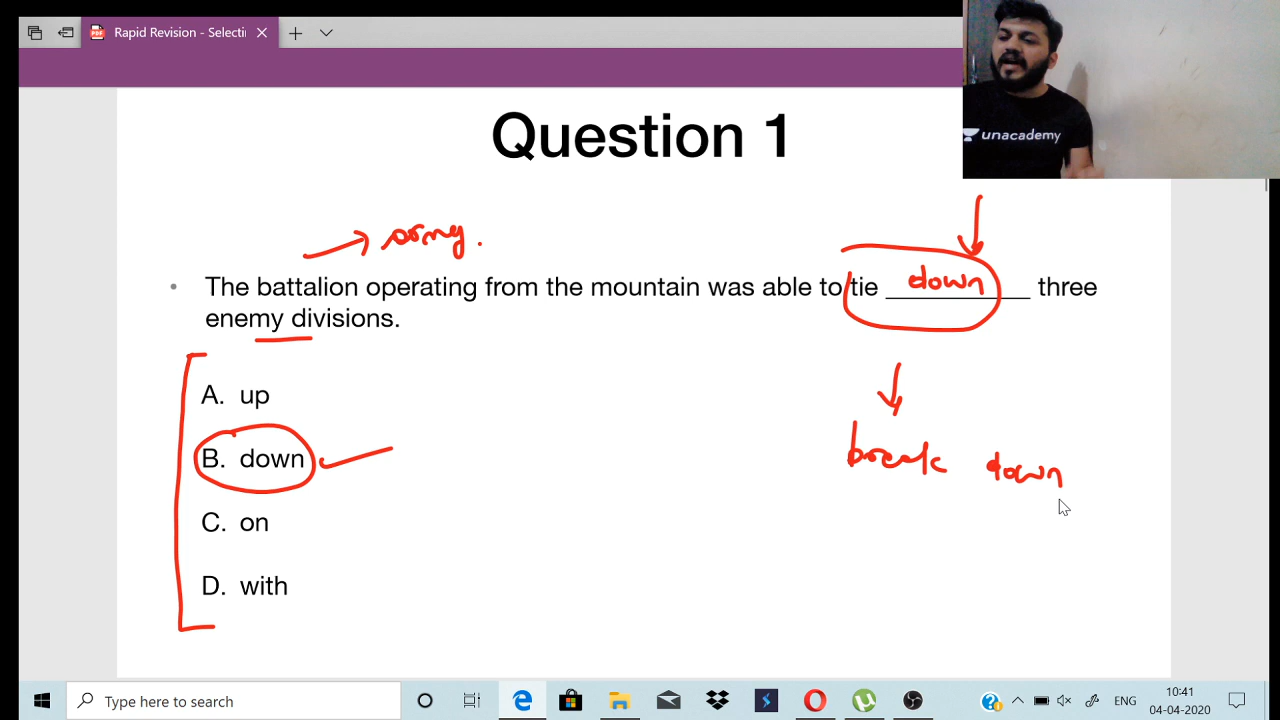 Rapid Revision - Selecti
unacademy
Question 1
→ army.
The battalion operating from the mountain was able to tie down three
enemy divisions.
A. up
B. down
break down
C. on
D. with
Type here to search
ENG
10:41
04-04-2020